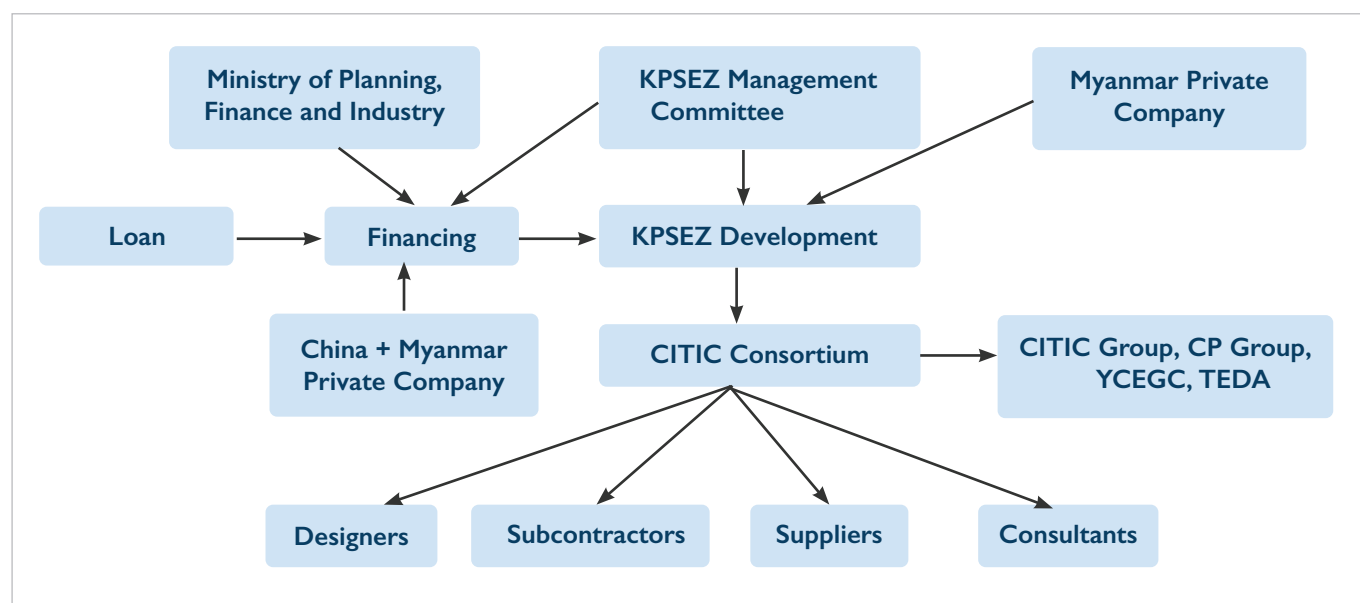 Ministry of Planning,
Finance and Industry
KPSEZ Management
Committee
Myanmar Private
Company
Loan
Financing
KPSEZ Development
China + Myanmar
Private Company
CITIC Consortium
CITIC Group, CP Group,
YCEGC, TEDA
Designers
Subcontractors
Suppliers
Consultants